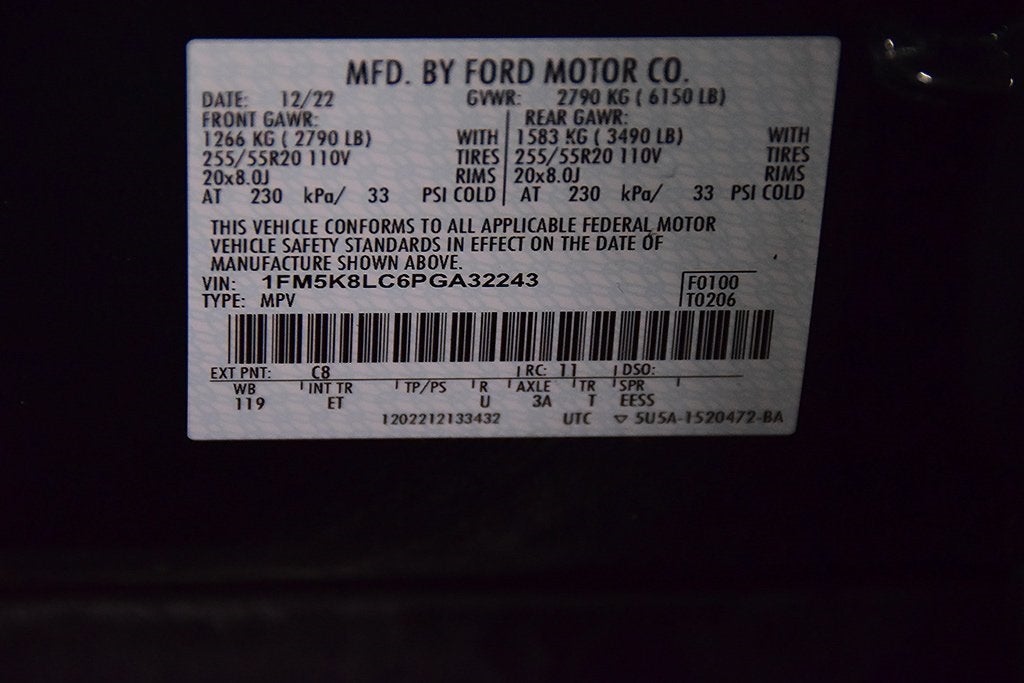 MFD. BY FORD MOTOR CO.
DATE: 12/22 GVWR: 2790 KG ( 6150 LB)
FRONT GAWR: REAR GAWR:
1266 KG ( 2790 LB) WITH 1583 KG ( 3490 LB) WITH
255/55R20 110V TIRES 255/55R20 110V TIRES
20x8.0J RIMS 20x8.0J RIMS
AT 230 kPa/ 33 PSI COLD AT 230 kPa/ 33 PSI COLD
THIS VEHICLE CONFORMS TO ALL APPLICABLE FEDERAL MOTOR
VEHICLE SAFETY STANDARDS IN EFFECT ON THE DATE OF
MANUFACTURE SHOWN ABOVE.
VIN: 1FM5K8LC6PGA32243 F0100
TYPE: MPV T0206
EXT PNT: C8 RC: 11 DSO:
WB INT TR TP/PS R AXLE TR SPR
119 ET U 3A T EESS
1202212133432 UTC ▽ 5U5A-1520472-BA